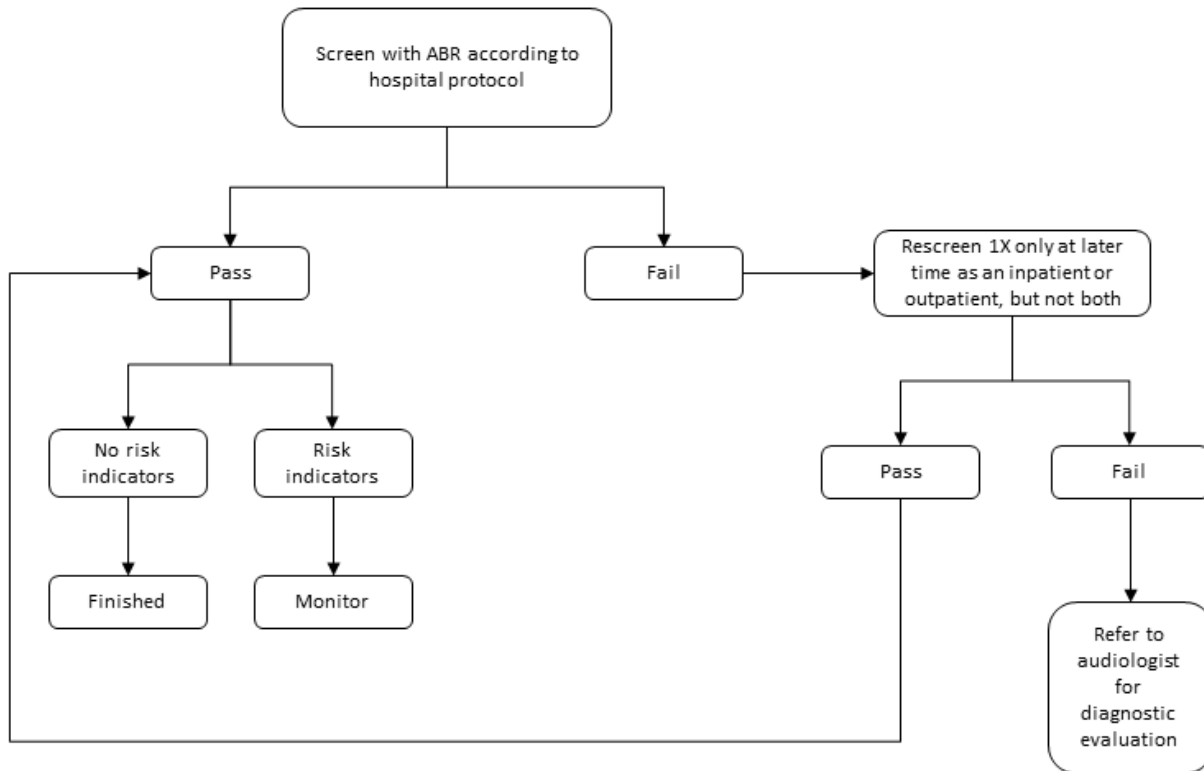 Screen with ABR according to
hospital protocol
Pass
Fail
Rescreen 1X only at later
time as an inpatient or
outpatient, but not both
No risk
indicators
Risk
indicators
Pass
Fail
Finished
Monitor
Refer to
audiologist
for
diagnostic
evaluation